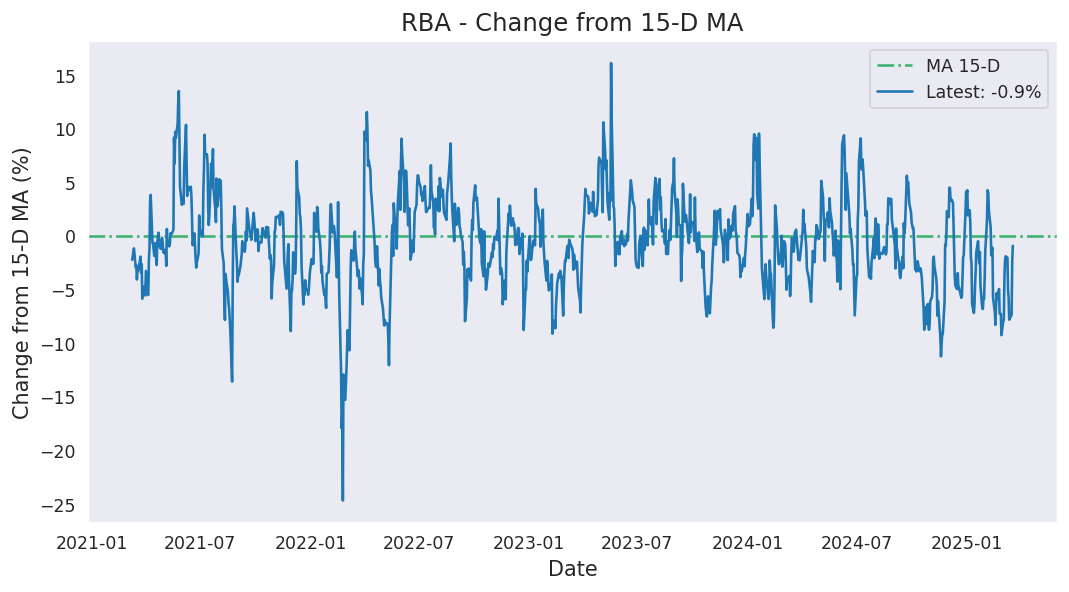 RBA - Change from 15-D MA
MA 15-D
Latest: -0.9%
Change from 15-D MA (%)
15
10
5
0
−5
−10
−15
−20
−25
2021-01 2021-07 2022-01 2022-07 2023-01 2023-07 2024-01 2024-07 2025-01
Date